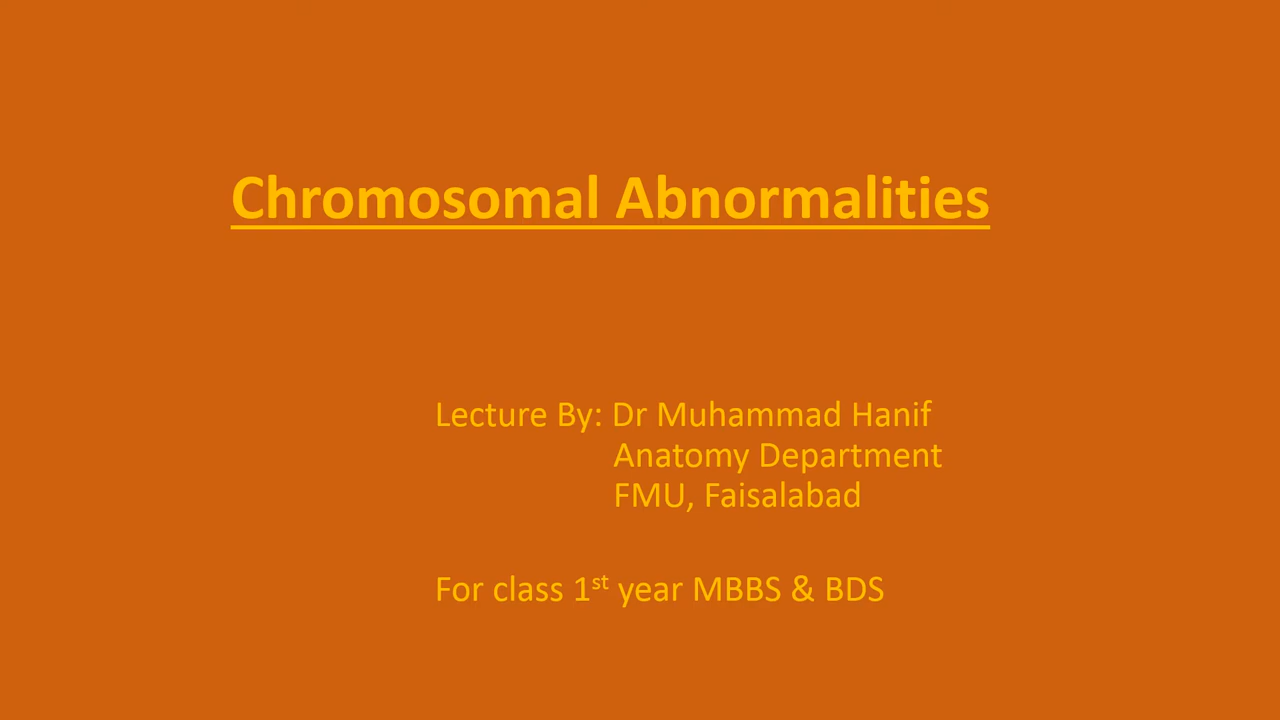 Chromosomal Abnormalities
Lecture By: Dr Muhammad Hanif
Anatomy Department
FMU, Faisalabad
For class 1st year MBBS & BDS